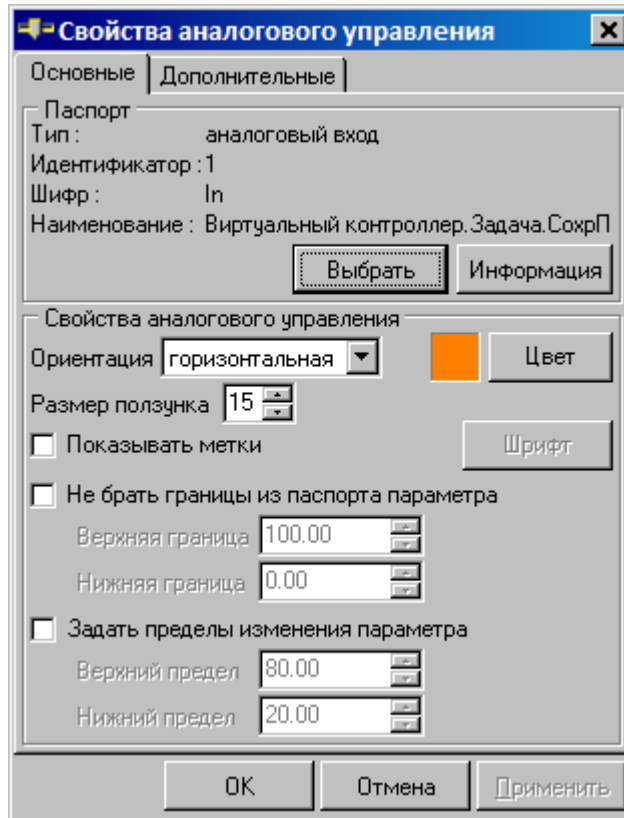 Свойства аналогового управления
Основные Дополнительные
Паспорт
Тип : аналоговый вход
Идентификатор : 1
Шифр : In
Наименование : Виртуальный контроллер.Задача.СохрП
Выбрать Информация
Свойства аналогового управления
Ориентация горизонтальная Цвет
Размер ползунка 15
Показывать метки Шрифт
Не брать границы из паспорта параметра
Верхняя граница 100.00
Нижняя граница 0.00
Задать пределы изменения параметра
Верхний предел 80.00
Нижний предел 20.00
OK Отмена Применить